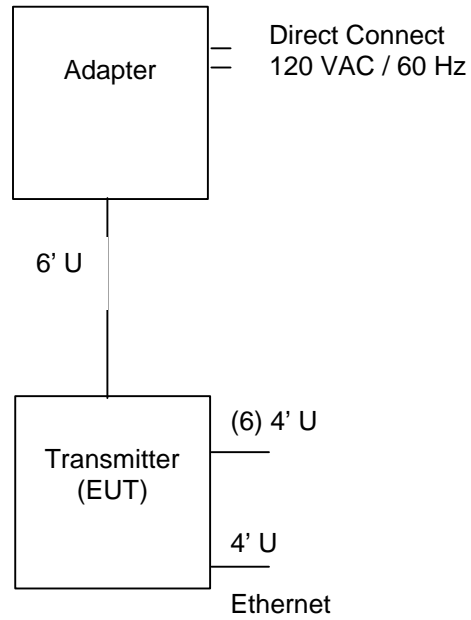 Direct Connect
120 VAC / 60 Hz
Adapter
6’ U
(6) 4’ U
Transmitter
(EUT)
4’ U
Ethernet